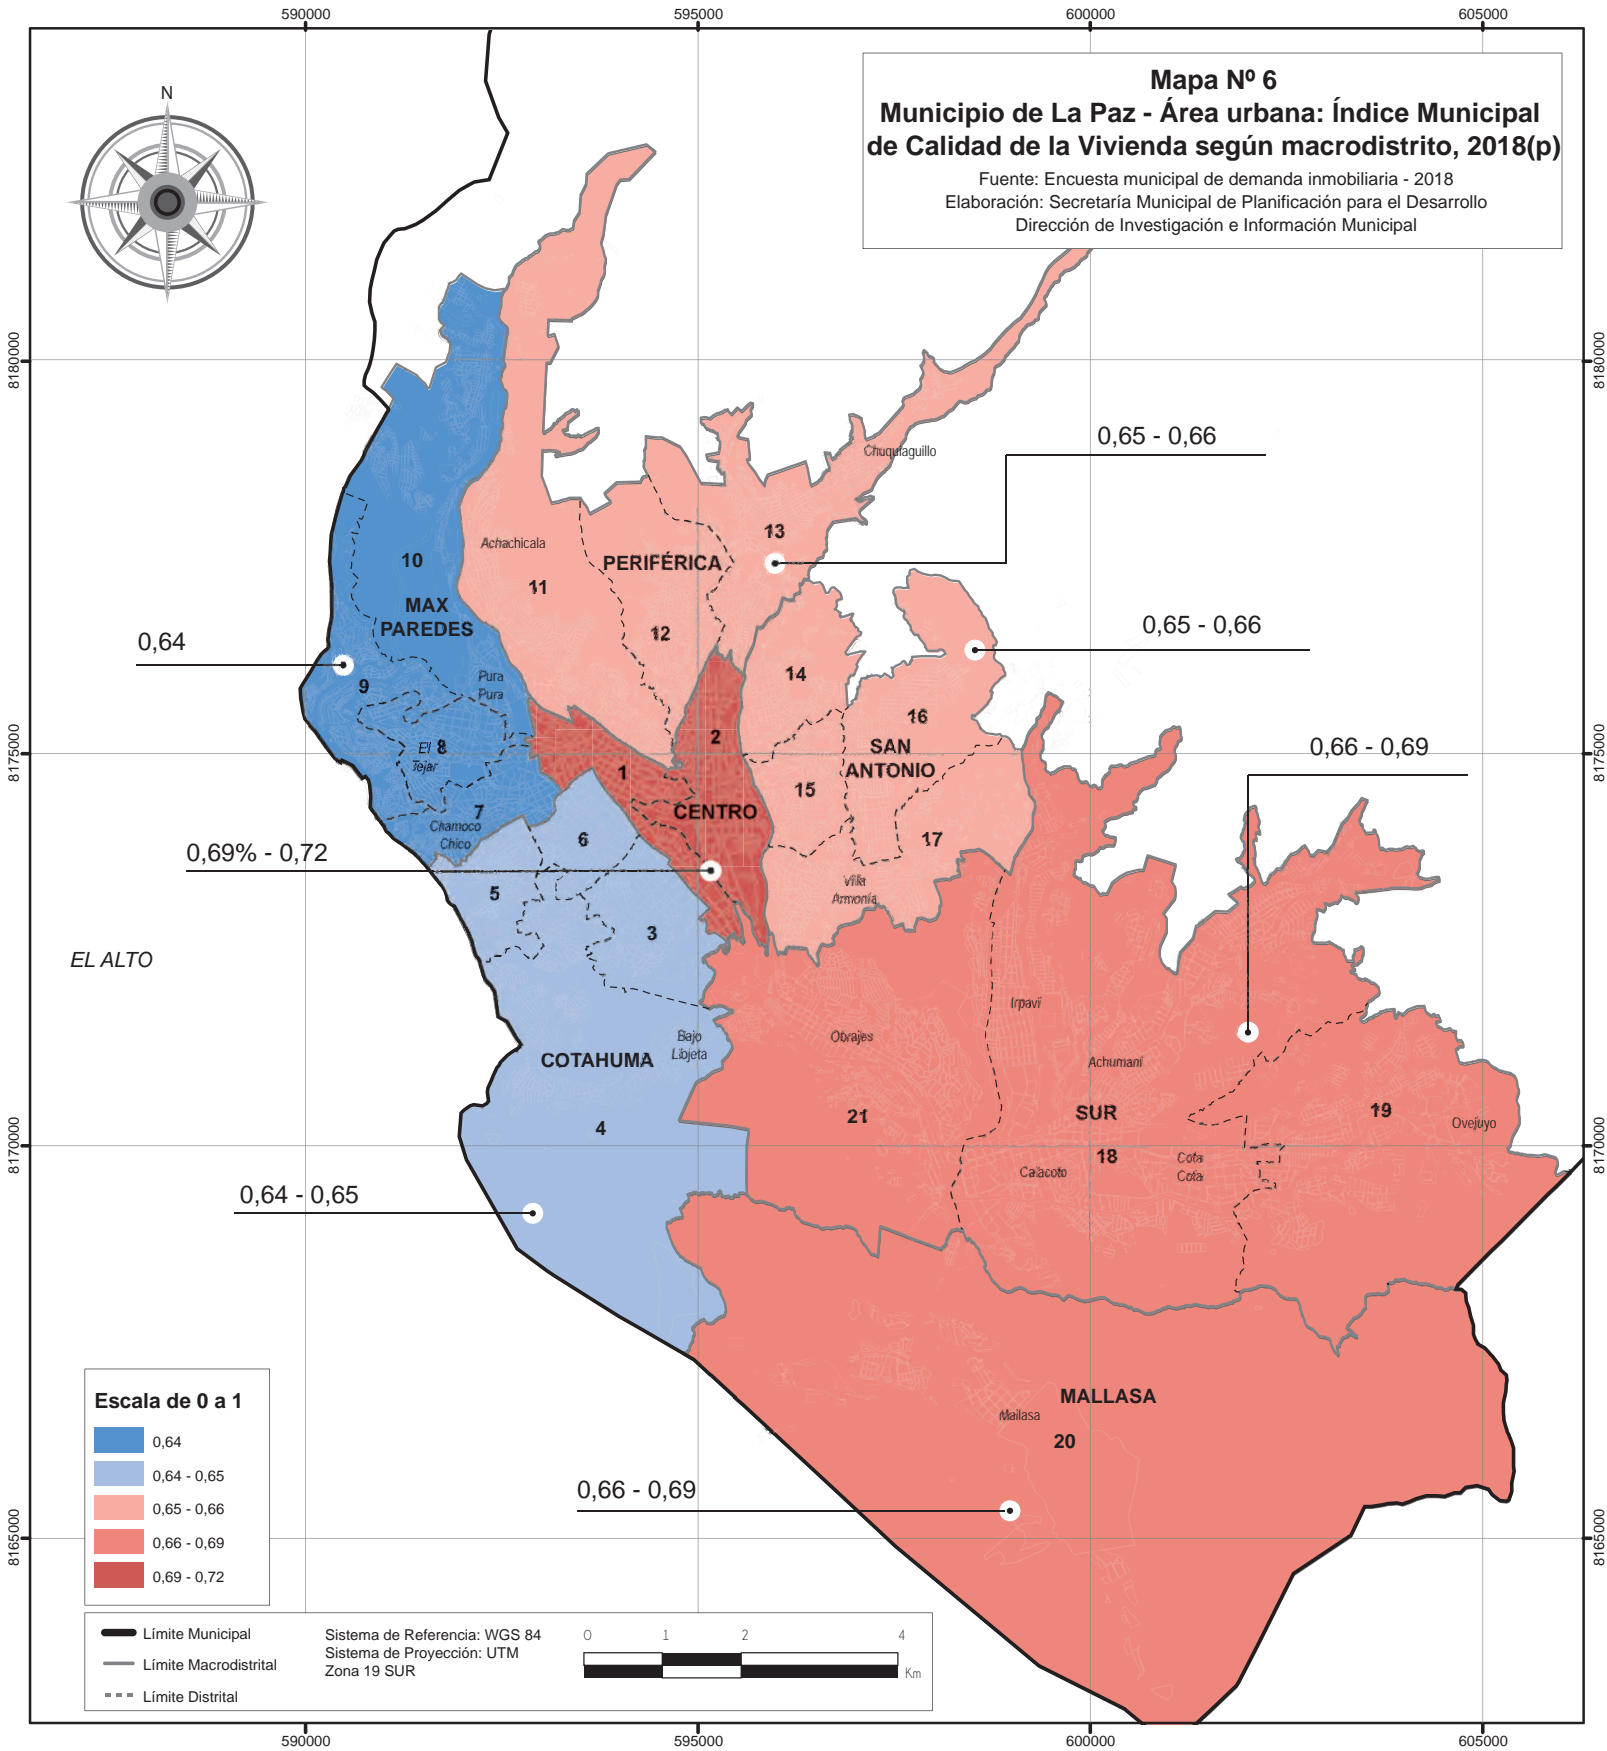 590000
595000
600000
605000
Mapa Nº 6
Municipio de La Paz - Área urbana: Índice Municipal
de Calidad de la Vivienda según macrodistrito, 2018(p)
Fuente: Encuesta municipal de demanda inmobiliaria - 2018
Elaboración: Secretaría Municipal de Planificación para el Desarrollo
Dirección de Investigación e Información Municipal
N
8180000
8180000
0,65 - 0,66
Chuquiaguillo
13
Achachicala
10
PERIFÉRICA
11
MAX
PAREDES
12
0,65 - 0,66
0,64
14
9
Pura
Pura
16
2
8
El
Tejar
SAN
ANTONIO
0,66 - 0,69
8175000
8175000
1
15
7
CENTRO
Chamoco
Chico
6
17
0,69% - 0,72
5
Villa
Armonía
3
EL ALTO
Irpavi
Obrajes
Bajo
Llojeta
COTAHUMA
Achumani
21
SUR
19
4
Ovejuyo
8170000
8170000
18
Calacoto
Cota
Cota
0,64 - 0,65
MALLASA
Mallasa
20
Escala de 0 a 1
0,64
0,64 - 0,65
0,65 - 0,66
0,66 - 0,69
0,69 - 0,72
0,66 - 0,69
8165000
8165000
Límite Municipal
Límite Macrodistrital
Límite Distrital
Sistema de Referencia: WGS 84
Sistema de Proyección: UTM
Zona 19 SUR
0 1 2 4
Km
590000
595000
600000
605000